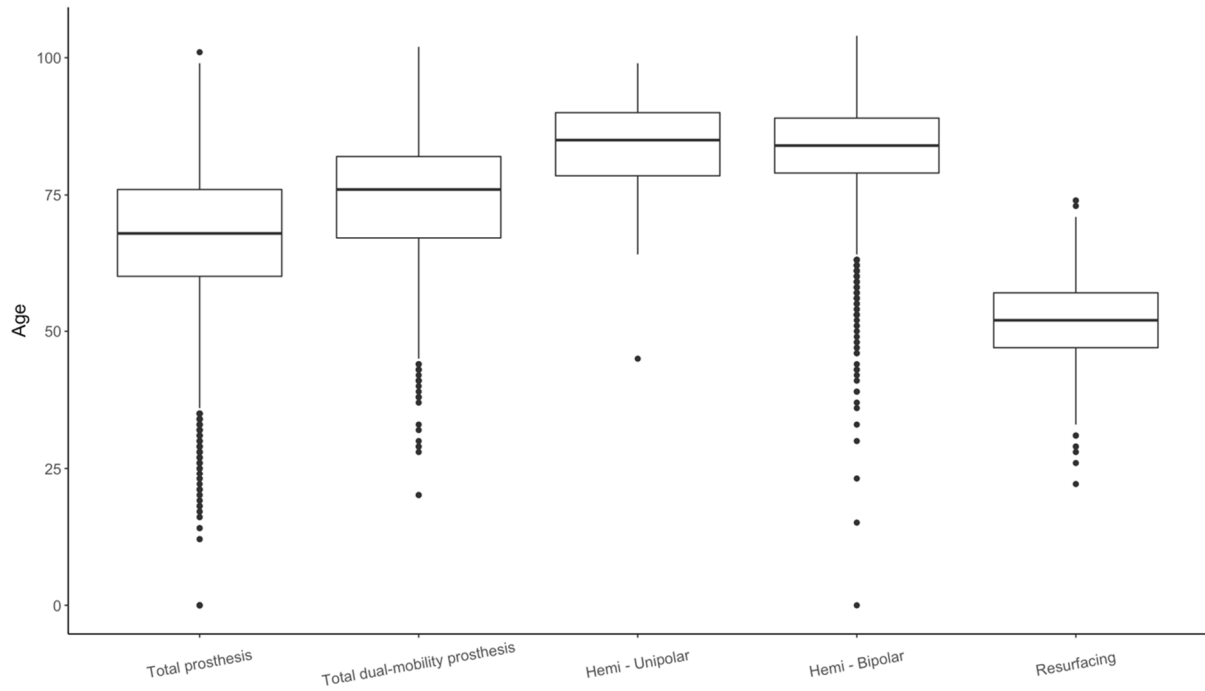 Age
100
75
50
25
0
Total prosthesis
Total dual-mobility prosthesis
Hemi - Unipolar
Hemi - Bipolar
Resurfacing